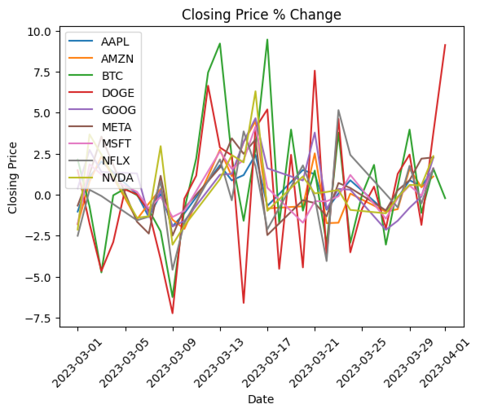 Closing Price % Change
Closing Price
10.0
7.5
5.0
2.5
0.0
−2.5
−5.0
−7.5
AAPL
AMZN
BTC
DOGE
GOOG
META
MSFT
NFLX
NVDA
2023-03-01
2023-03-05
2023-03-09
2023-03-13
2023-03-17
2023-03-21
2023-03-25
2023-03-29
2023-04-01
Date